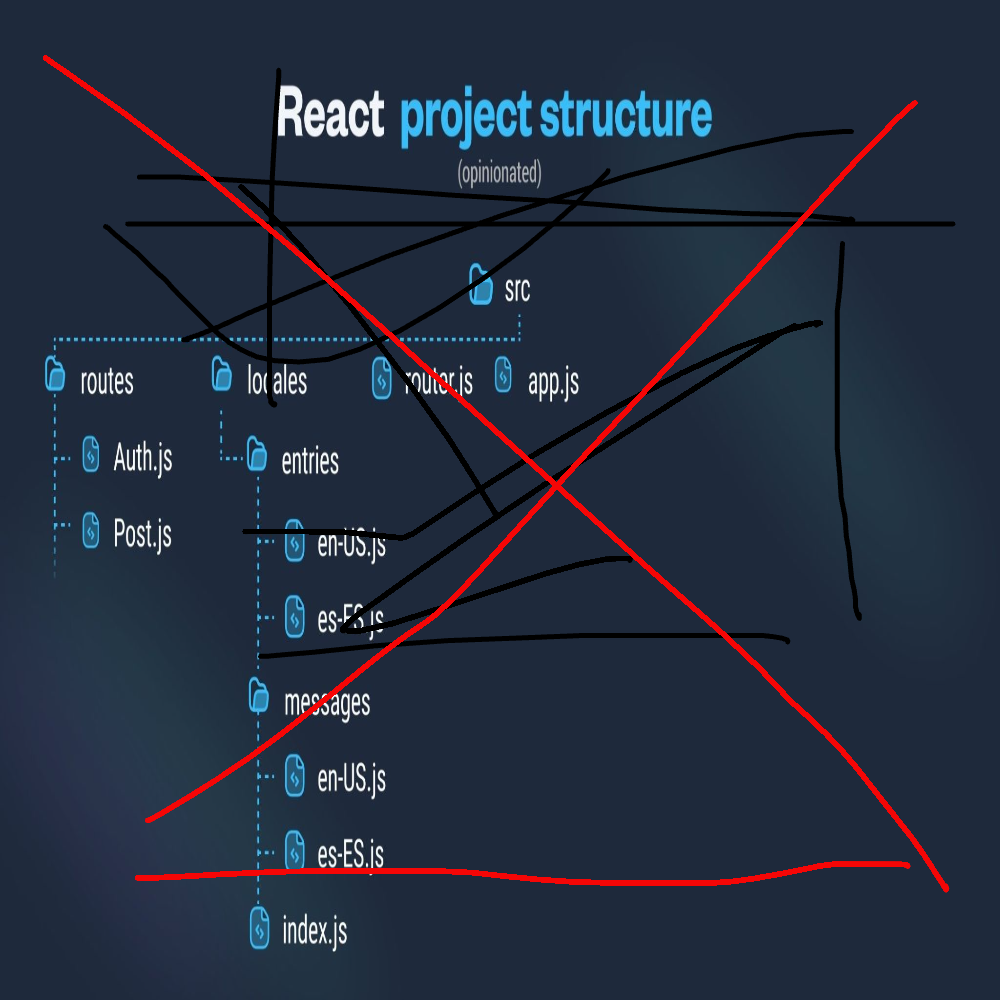 React project structure
(opinionated)
src
routes locales router.js app.js
Auth.js entries
Post.js en-US.js
es-ES.js
messages
en-US.js
es-ES.js
index.js